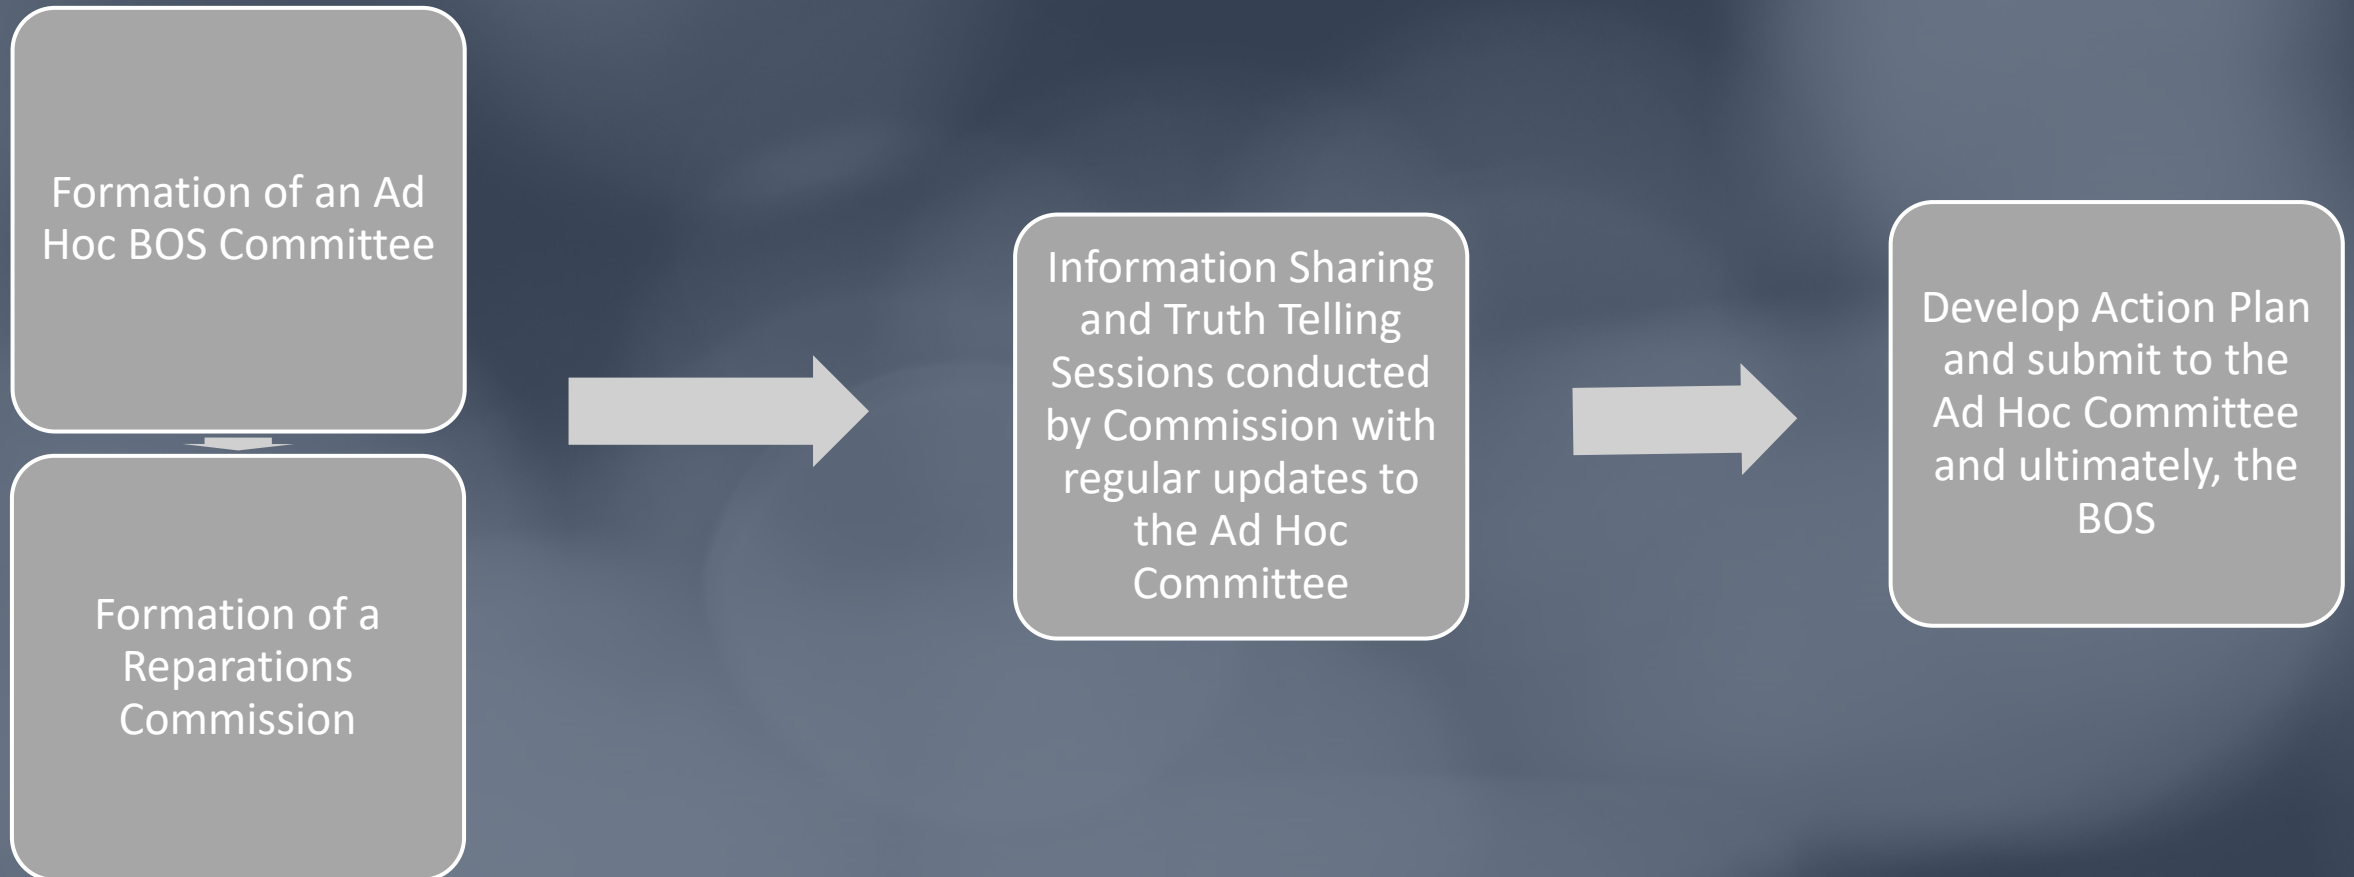 Formation of an Ad
Hoc BOS Committee
Formation of a
Reparations
Commission
Information Sharing
and Truth Telling
Sessions conducted
by Commission with
regular updates to
the Ad Hoc
Committee
Develop Action Plan
and submit to the
Ad Hoc Committee
and ultimately, the
BOS